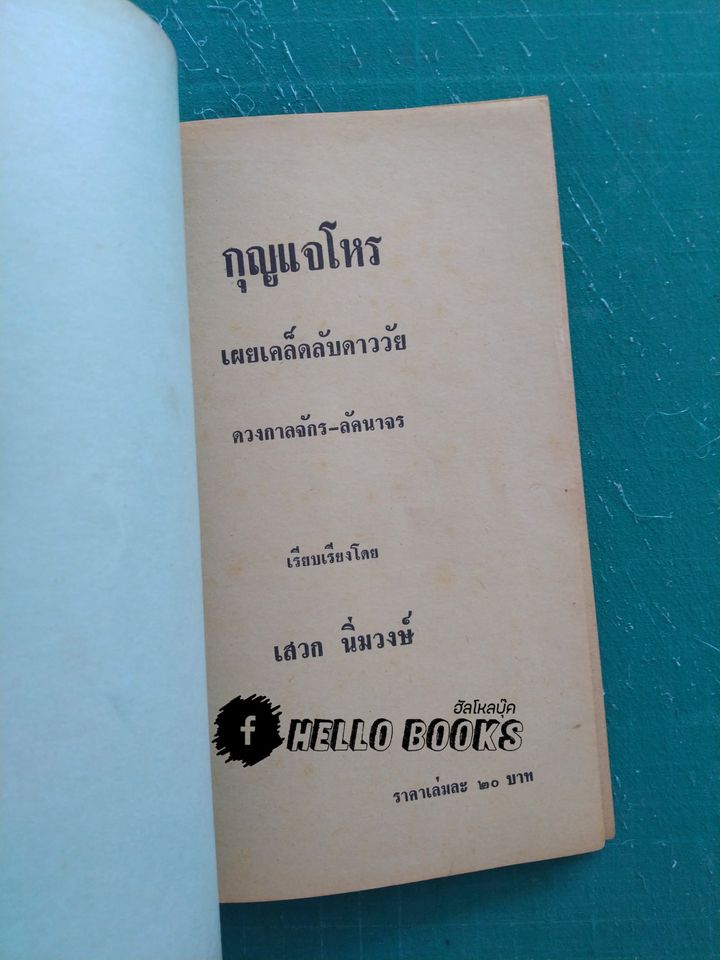 กุญแจโหร
เผยเคล็ดลับดาววัย
ดวงกาลจักร-ลัคนาจร
เรียบเรียงโดย
เสวก นิ่มวงษ์
ฮัลโหลบุ๊ค
f HELLO BOOKS
ราคาเล่มละ ๒๐ บาท